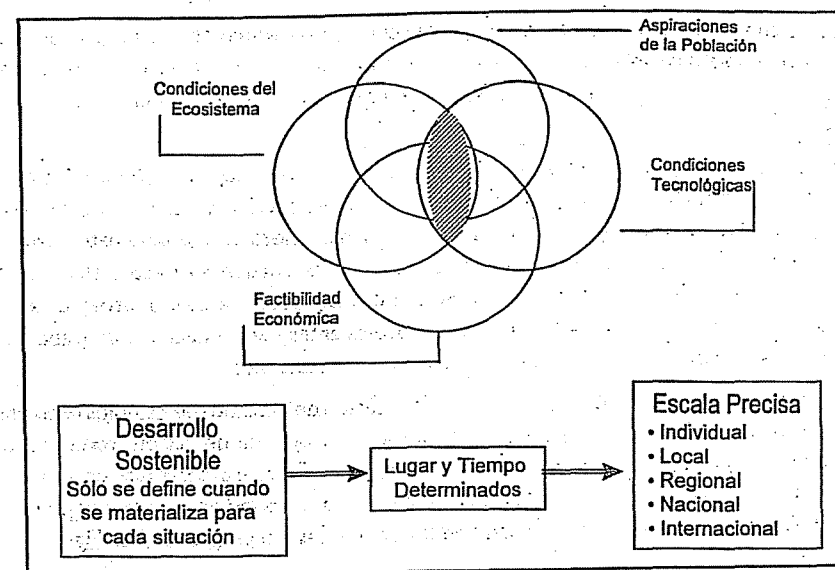 Aspiraciones
de la Población
Condiciones del
Ecosistema
Condiciones
Tecnológicas
Factibilidad
Económica
Desarrollo
Sostenible
Sólo se define cuando
se materializa para
cada situación
Lugar y Tiempo
Determinados
Escala Precisa
• Individual
• Local
• Regional
• Nacional
• Internacional